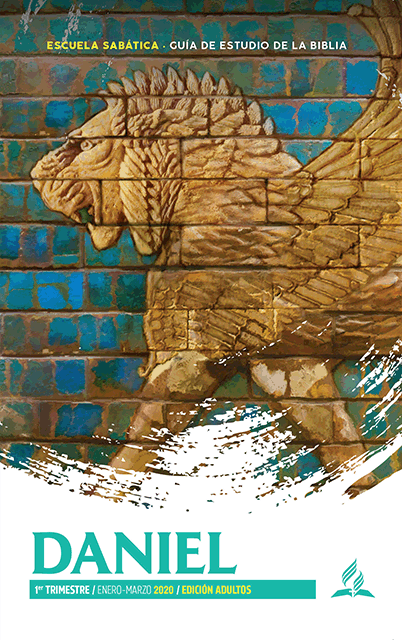 ESCUELA SABÁTICA · GUÍA DE ESTUDIO DE LA BIBLIA
DANIEL
1er TRIMESTRE / ENERO-MARZO 2020 / EDICIÓN ADULTOS